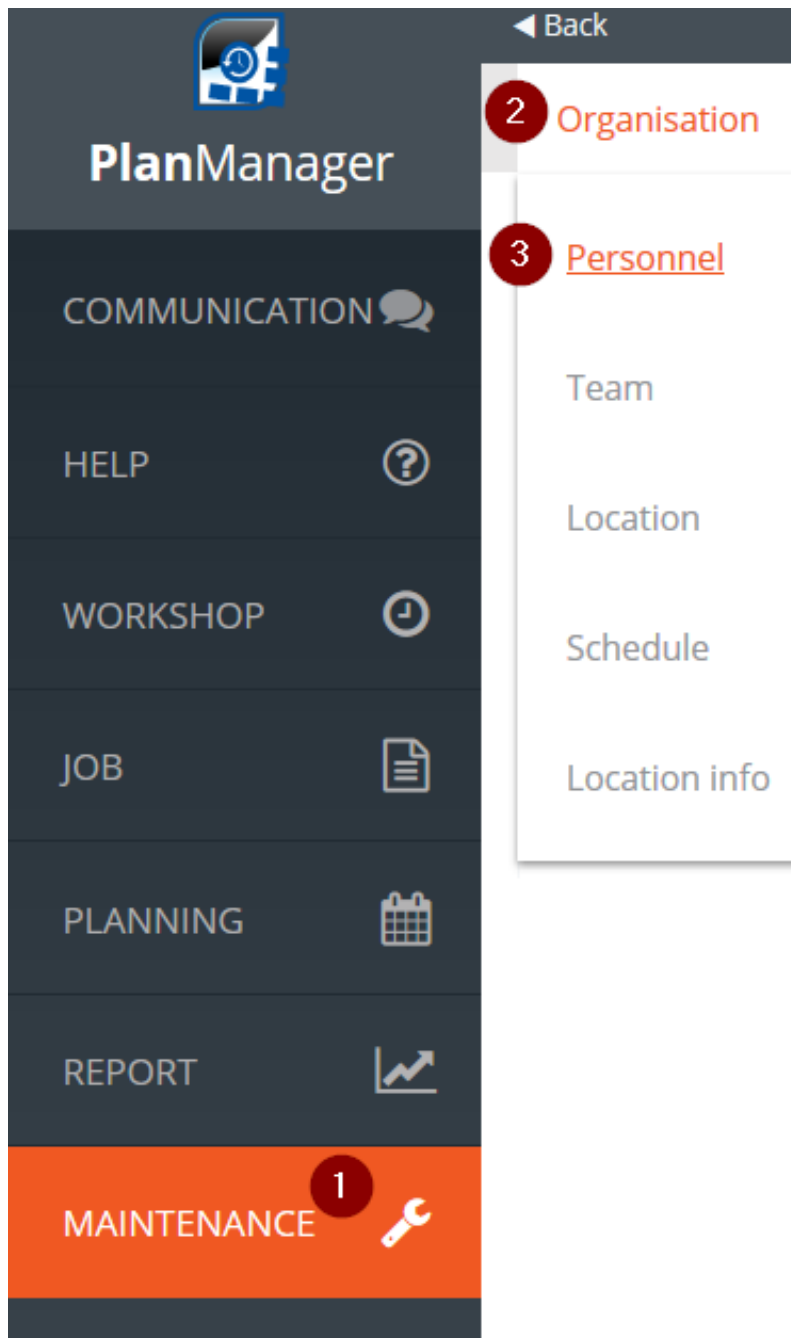 PlanManager
COMMUNICATION
HELP
WORKSHOP
JOB
PLANNING
REPORT
MAINTENANCE 1
◀ Back
2 Organisation
3 Personnel
Team
Location
Schedule
Location info